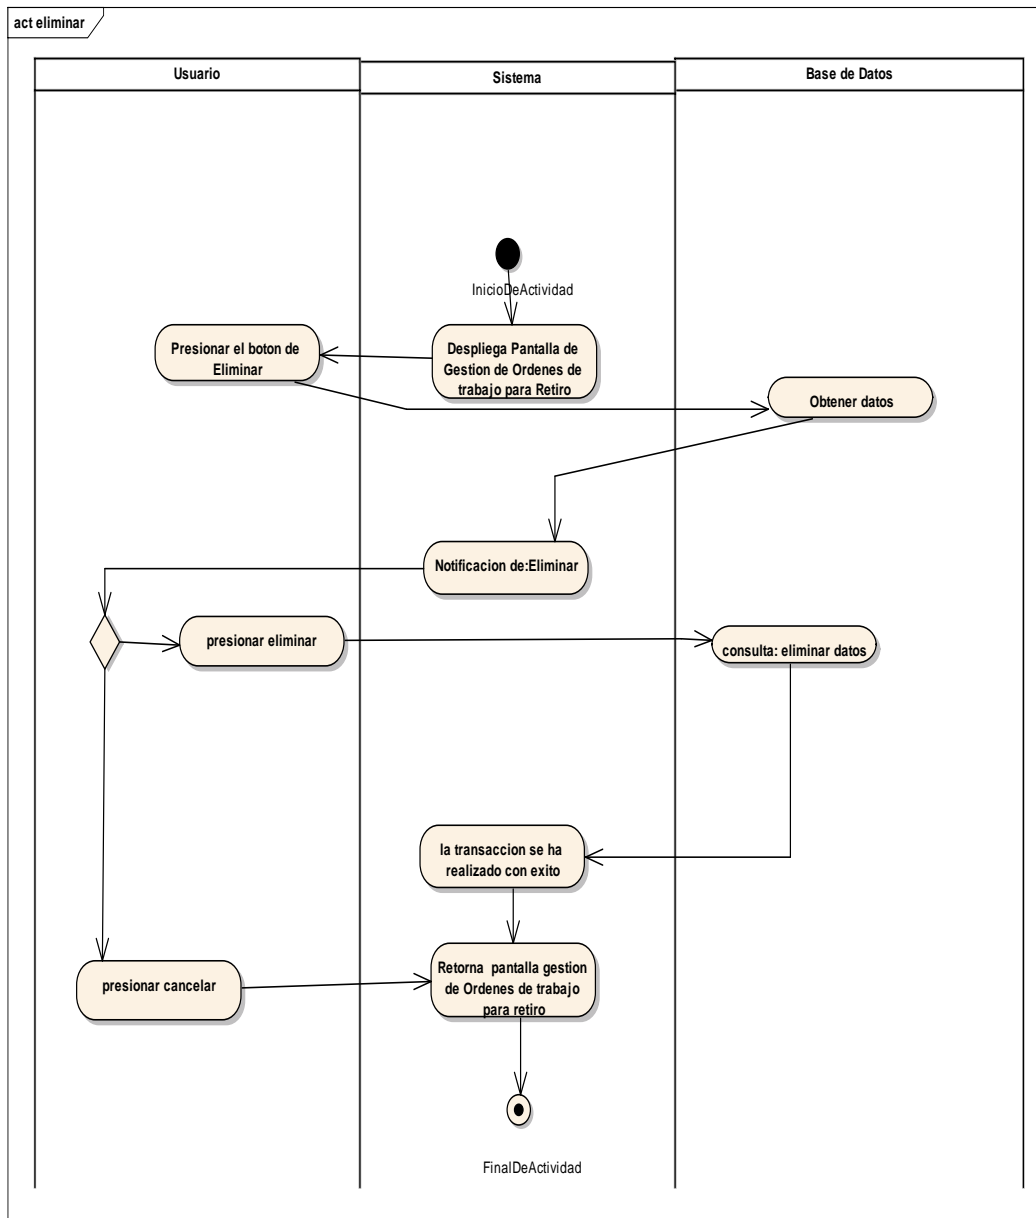 act eliminar
Usuario
Sistema
Base de Datos
InicioDeActividad
Presionar el boton de
Eliminar
Despliega Pantalla de
Gestion de Ordenes de
trabajo para Retiro
Obtener datos
Notificacion de:Eliminar
presionar eliminar
consulta: eliminar datos
la transaccion se ha
realizado con exito
presionar cancelar
Retorna pantalla gestion
de Ordenes de trabajo
para retiro
FinalDeActividad